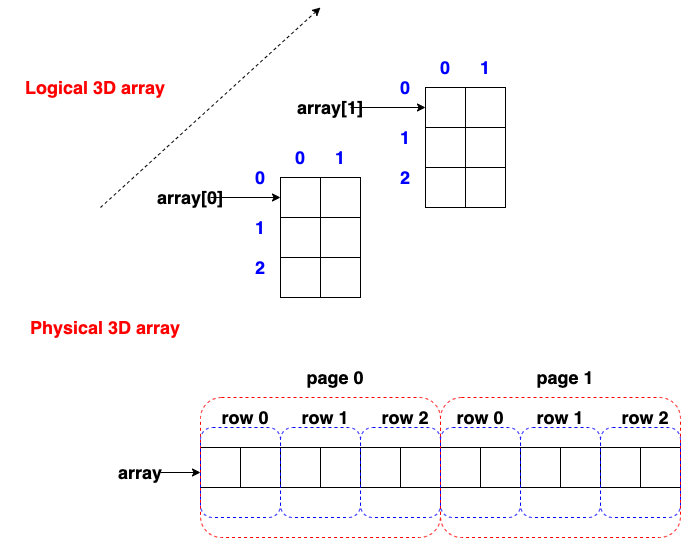 Logical 3D array
0 1
0
array[1]
1
2
0 1
0
array[0]
1
2
Physical 3D array
page 0 page 1
row 0 row 1 row 2 row 0 row 1 row 2
array